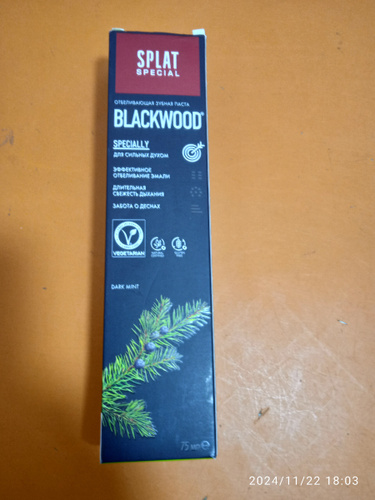 SPLAT
SPECIAL
ОТБЕЛИВАЮЩАЯ ЗУБНАЯ ПАСТА
BLACKWOOD®
SPECIALLY
ДЛЯ СИЛЬНЫХ ДУХОМ
ЭФФЕКТИВНОЕ
ОТБЕЛИВАНИЕ ЭМАЛИ
ДЛИТЕЛЬНАЯ
СВЕЖЕСТЬ ДЫХАНИЯ
ЗАБОТА О ДЕСНАХ
VEGETARIAN
DARK MINT
75
2024/11/22 18:03